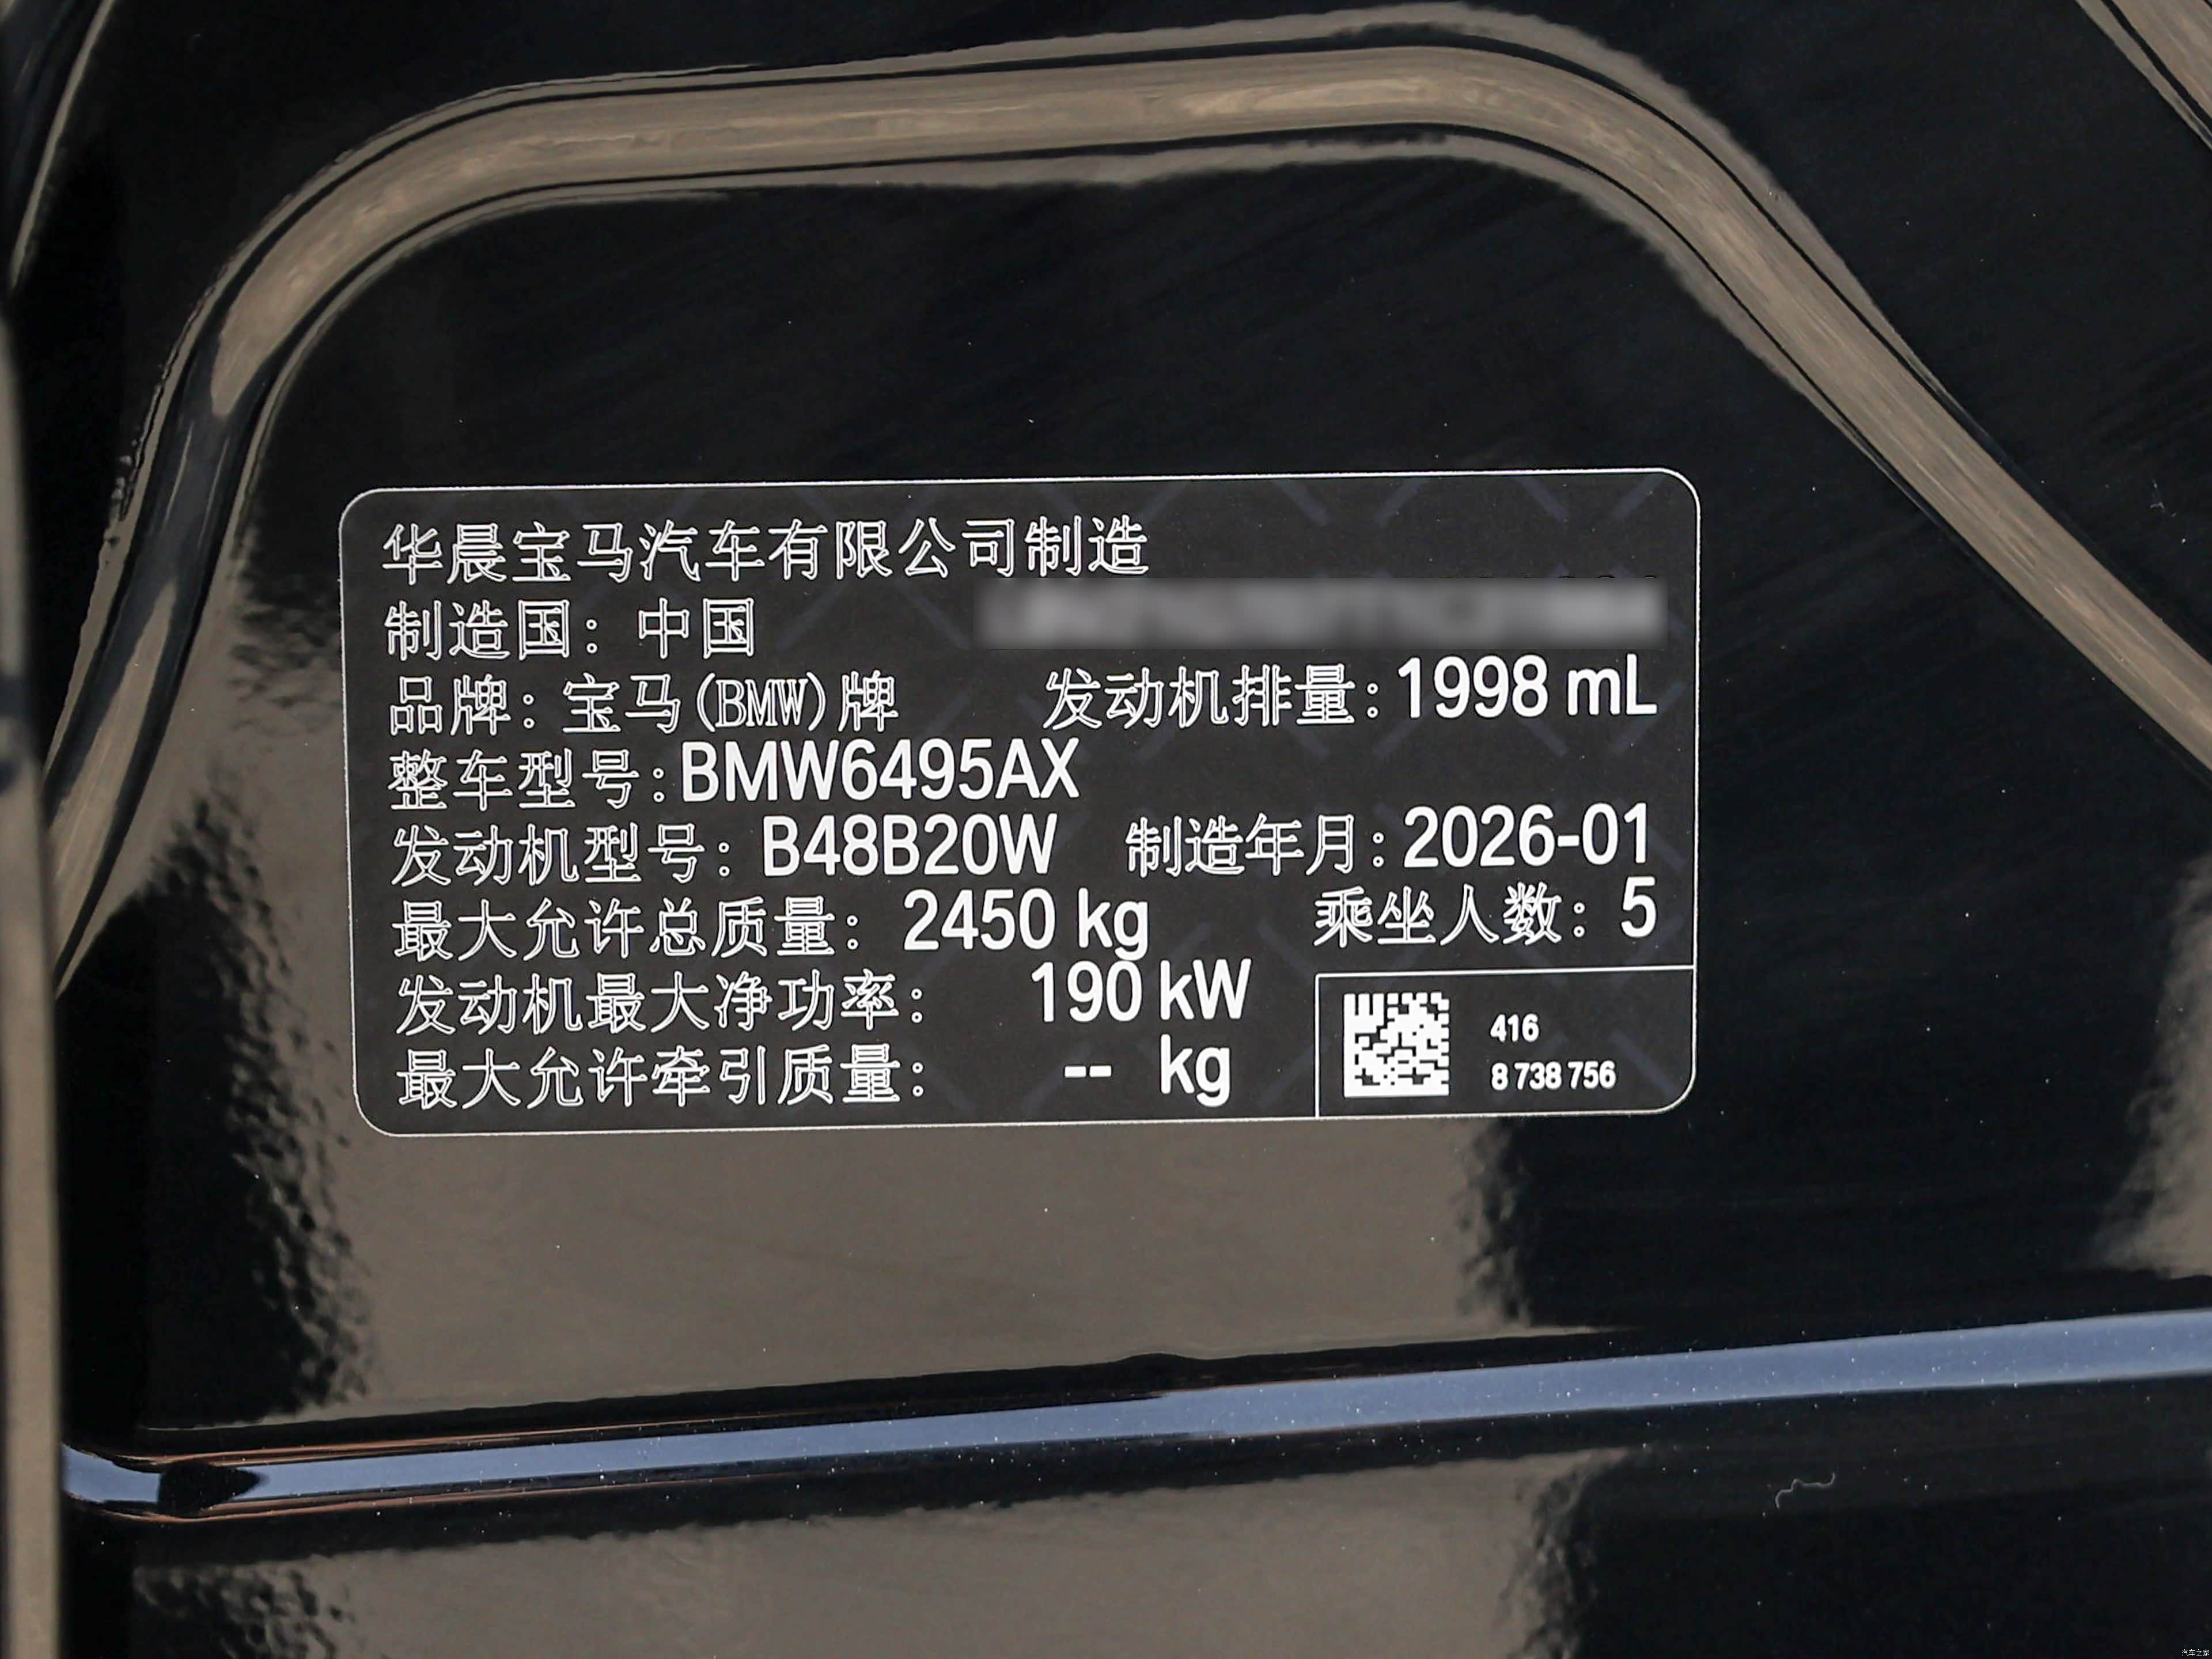 华晨宝马汽车有限公司制造
制造国：中国
品牌：宝马(BMW)牌 发动机排量：1998 mL
整车型号：BMW6495AX
发动机型号：B48B20W 制造年月：2026-01
最大允许总质量：2450 kg 乘坐人数：5
发动机最大净功率：190 kW
最大允许牵引质量：-- kg
416
8 738 756
汽车之家